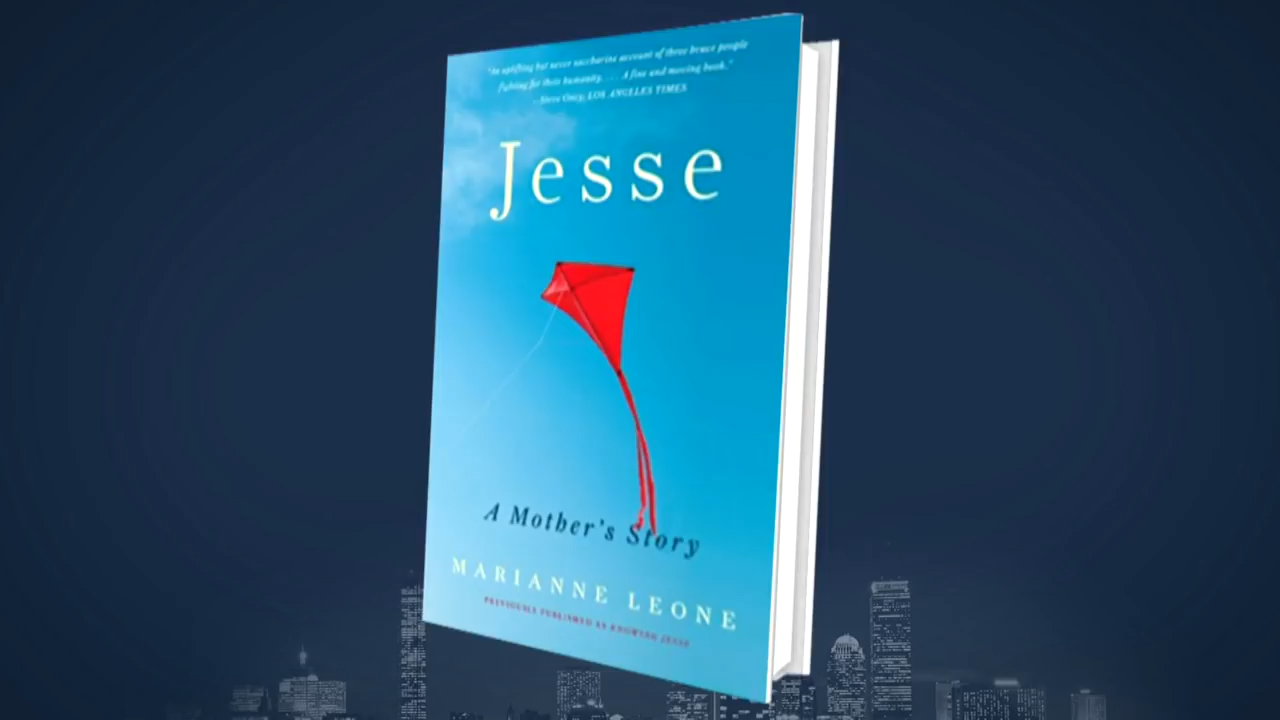 "An uplifting but never saccharine account of three brave people
fighting for their humanity. . . . A fine and moving book."
—Steve Oney, LOS ANGELES TIMES
Jesse
A Mother's Story
MARIANNE LEONE
PREVIOUSLY PUBLISHED AS KNOWING JESSE